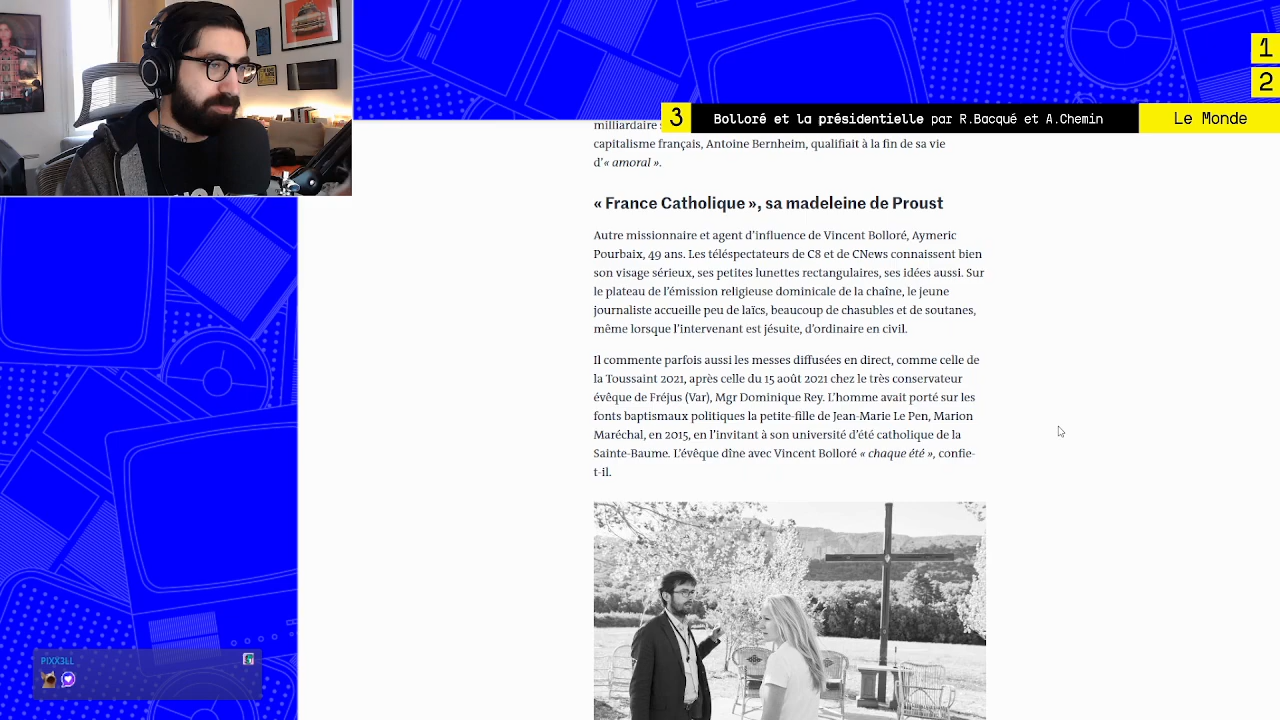 1
2
3 Bolloré et la présidentielle par R.Bacqué et A.Chemin Le Monde
milliardaire
capitalisme français, Antoine Bernheim, qualifiait à la fin de sa vie
d'« amoral ».
« France Catholique », sa madeleine de Proust
Autre missionnaire et agent d'influence de Vincent Bolloré, Aymeric
Pourbaix, 49 ans. Les téléspectateurs de C8 et de CNews connaissent bien
son visage sérieux, ses petites lunettes rectangulaires, ses idées aussi. Sur
le plateau de l'émission religieuse dominicale de la chaîne, le jeune
journaliste accueille peu de laïcs, beaucoup de chasubles et de soutanes,
même lorsque l'intervenant est jésuite, d'ordinaire en civil.
Il commente parfois aussi les messes diffusées en direct, comme celle de
la Toussaint 2021, après celle du 15 août 2021 chez le très conservateur
évêque de Fréjus (Var), Mgr Dominique Rey. L'homme avait porté sur les
fonts baptismaux politiques la petite-fille de Jean-Marie Le Pen, Marion
Maréchal, en 2015, en l'invitant à son université d'été catholique de la
Sainte-Baume. L'évêque dîne avec Vincent Bolloré « chaque été », confie-
t-il.
PIXX3LL